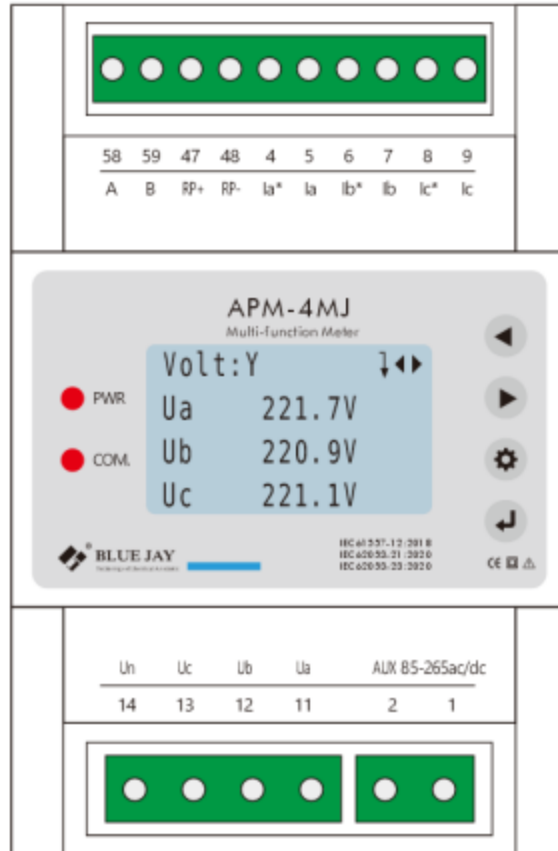 58 59 47 48 4 5 6 7 8 9
A B RP+ RP- Ia* Ia Ib* Ib Ic* Ic
APM-4MJ
Multi-function Meter
Volt:Y
Ua 221.7V
Ub 220.9V
Uc 221.1V
PWR
COM.
BLUE JAY
IEC61557-12:2018
IEC62053-21:2020
IEC62053-23:2020
CE
Un Uc Ub Ua AUX 85-265ac/dc
14 13 12 11 2 1